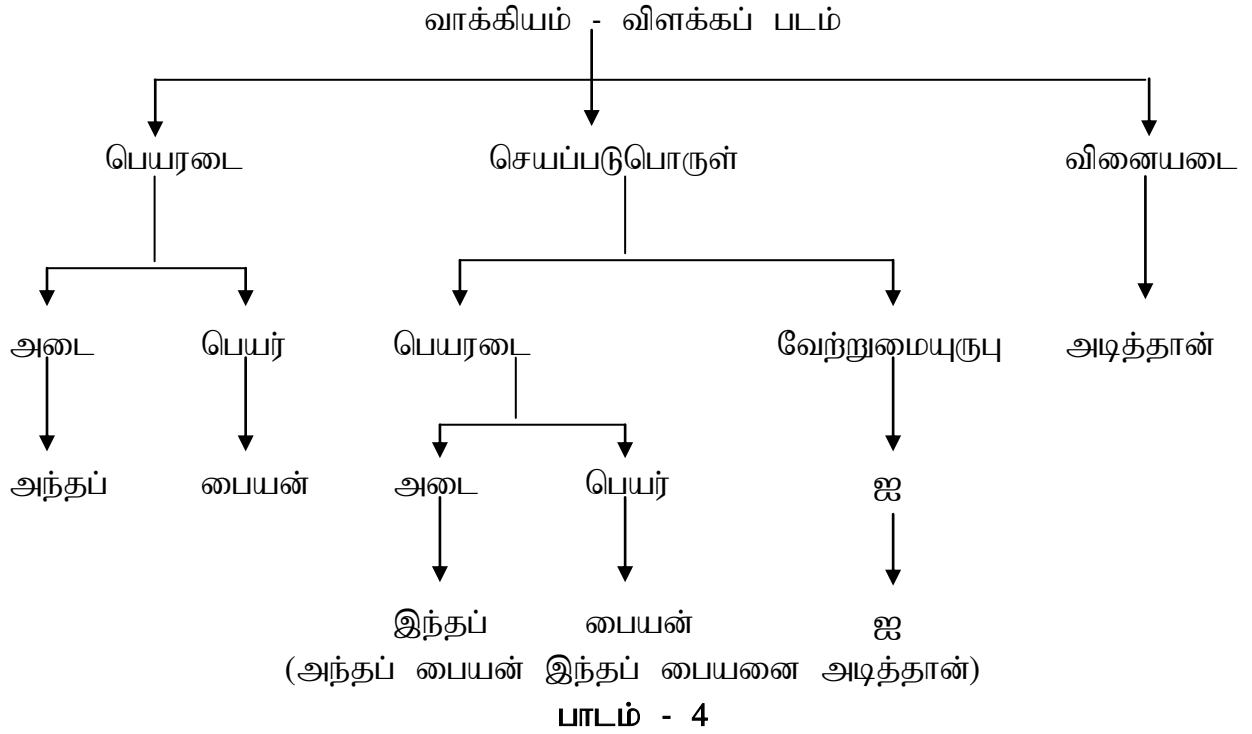 வாக்கியம் - விளக்கப் படம்
பெயரடை செயப்படுபொருள் வினையடை
அடை பெயர் பெயரடை வேற்றுமையுருபு அடித்தான்
அந்தப் பையன் அடை பெயர் ஐ
இந்தப் பையன் ஐ
(அந்தப் பையன் இந்தப் பையனை அடித்தான்)
பாடம் - 4